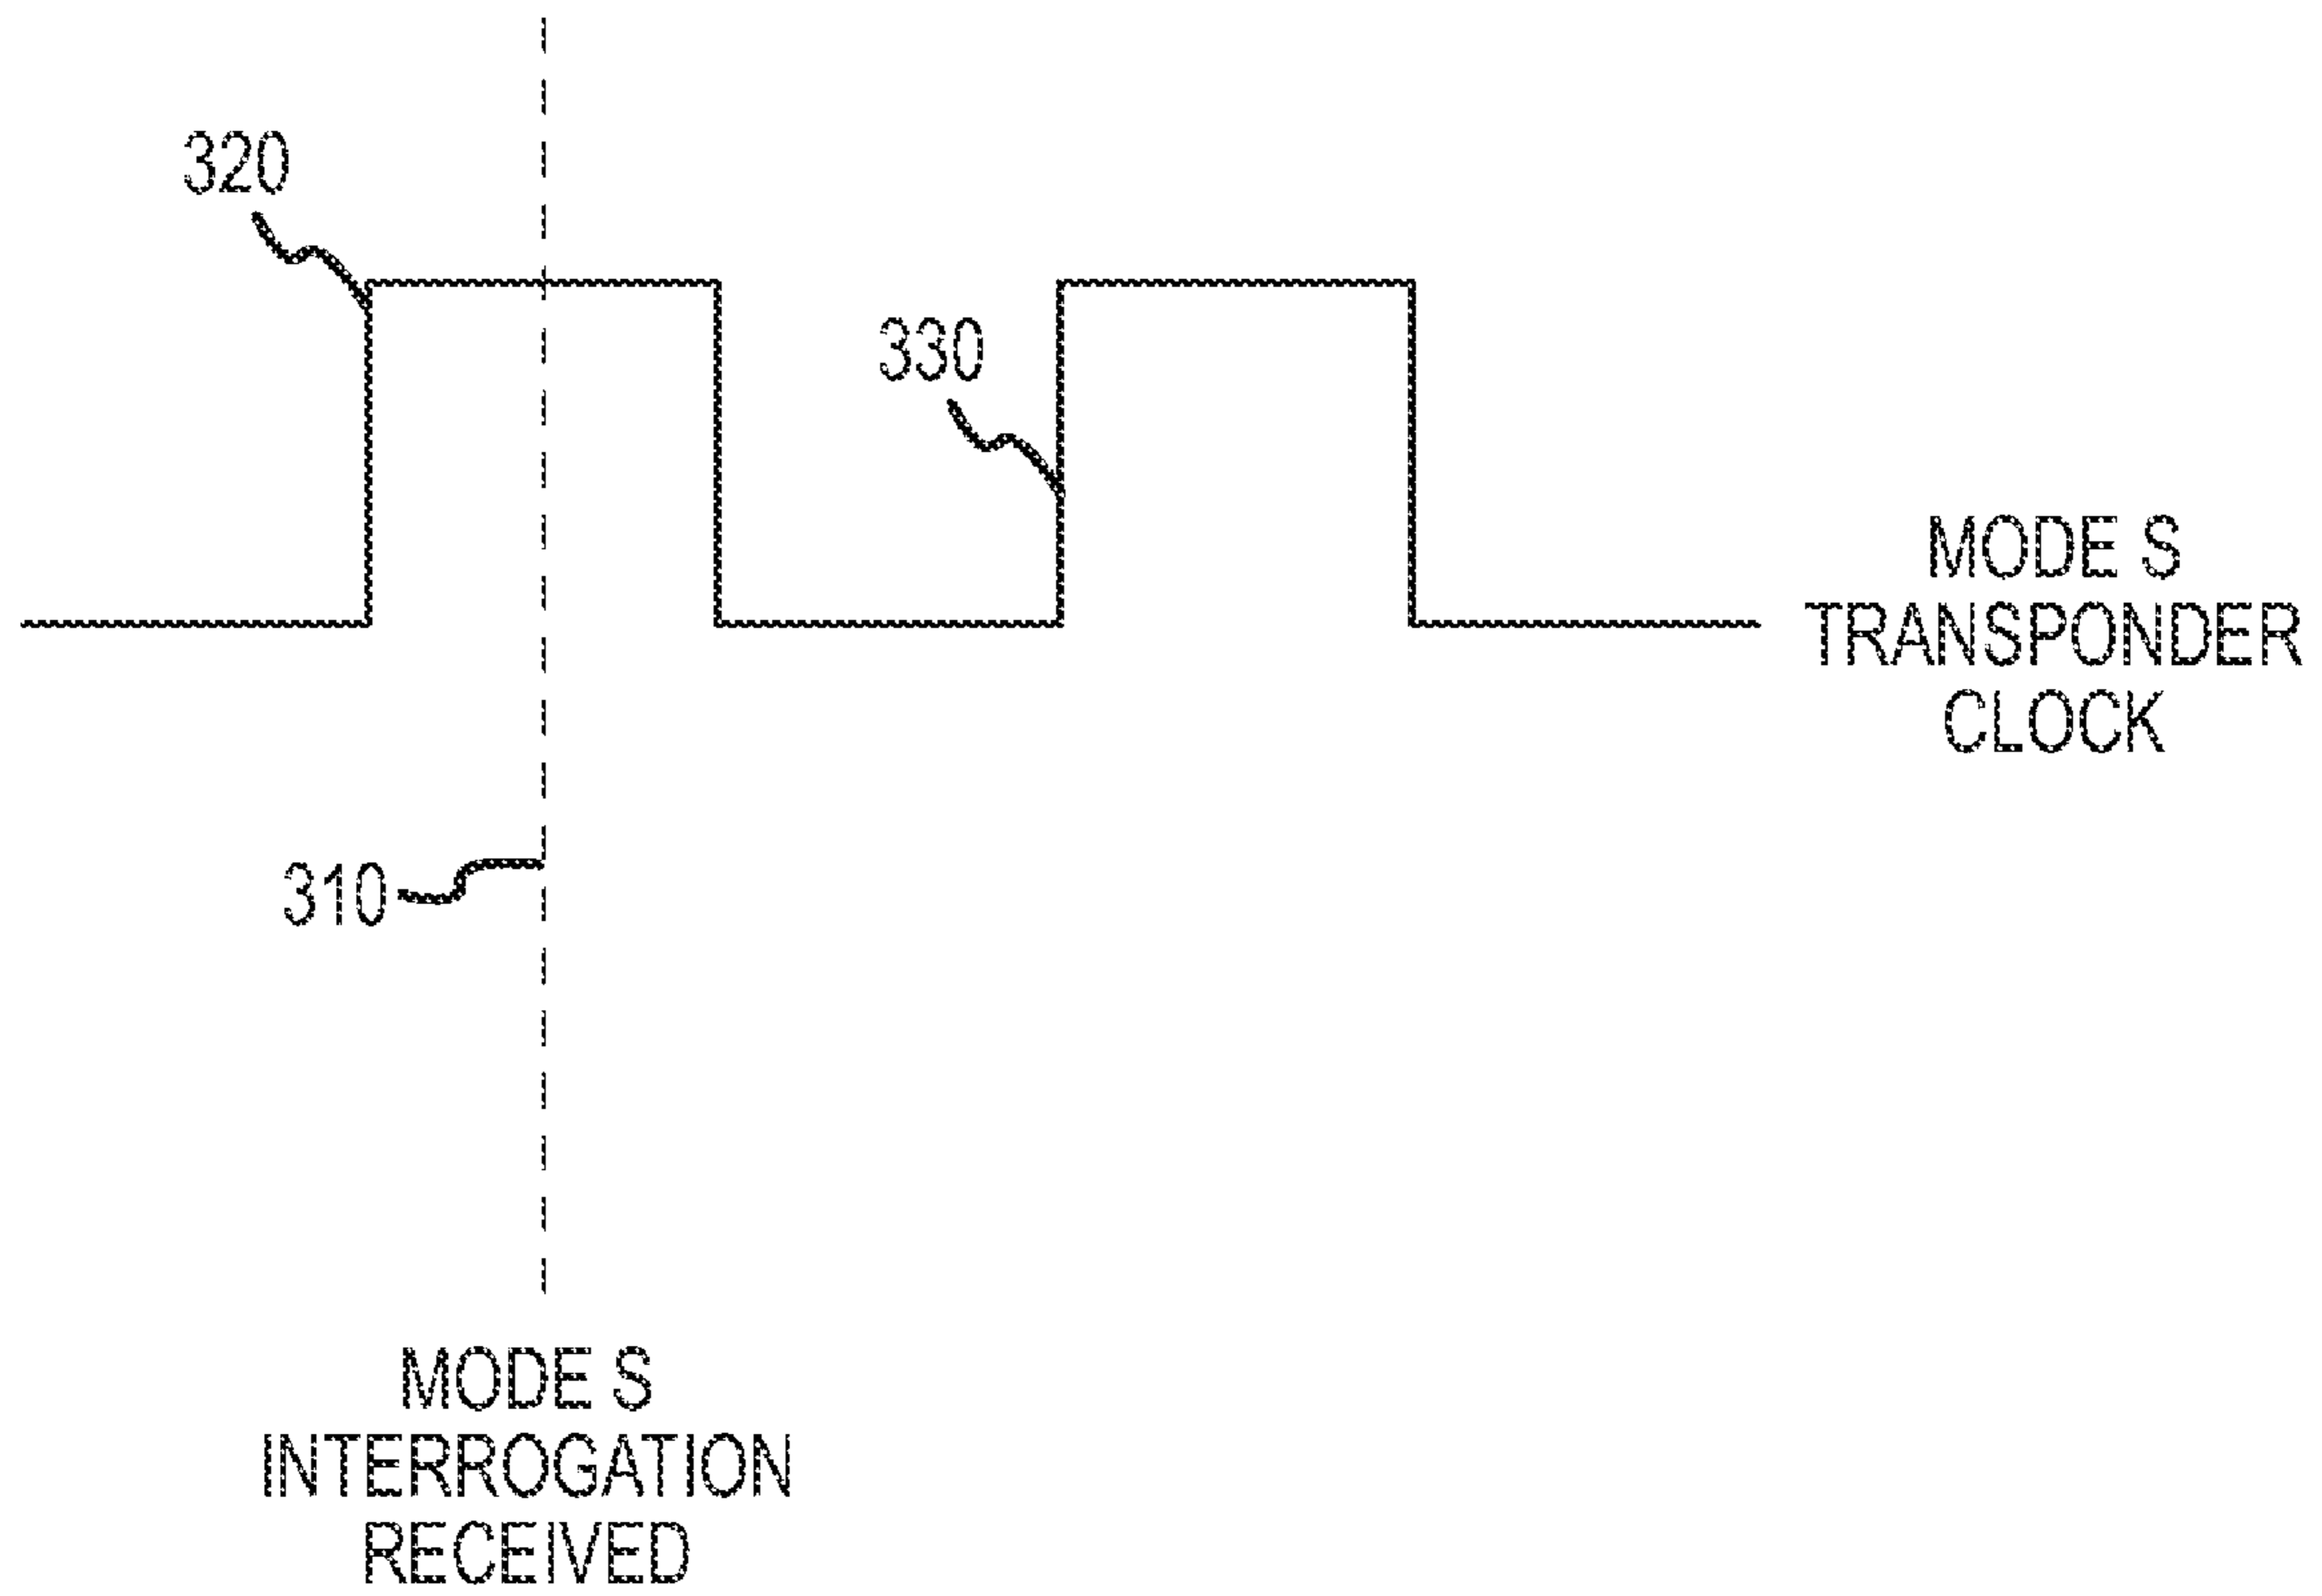 320
330
MODE S
TRANSPONDER
CLOCK
310
MODE S
INTERROGATION
RECEIVED